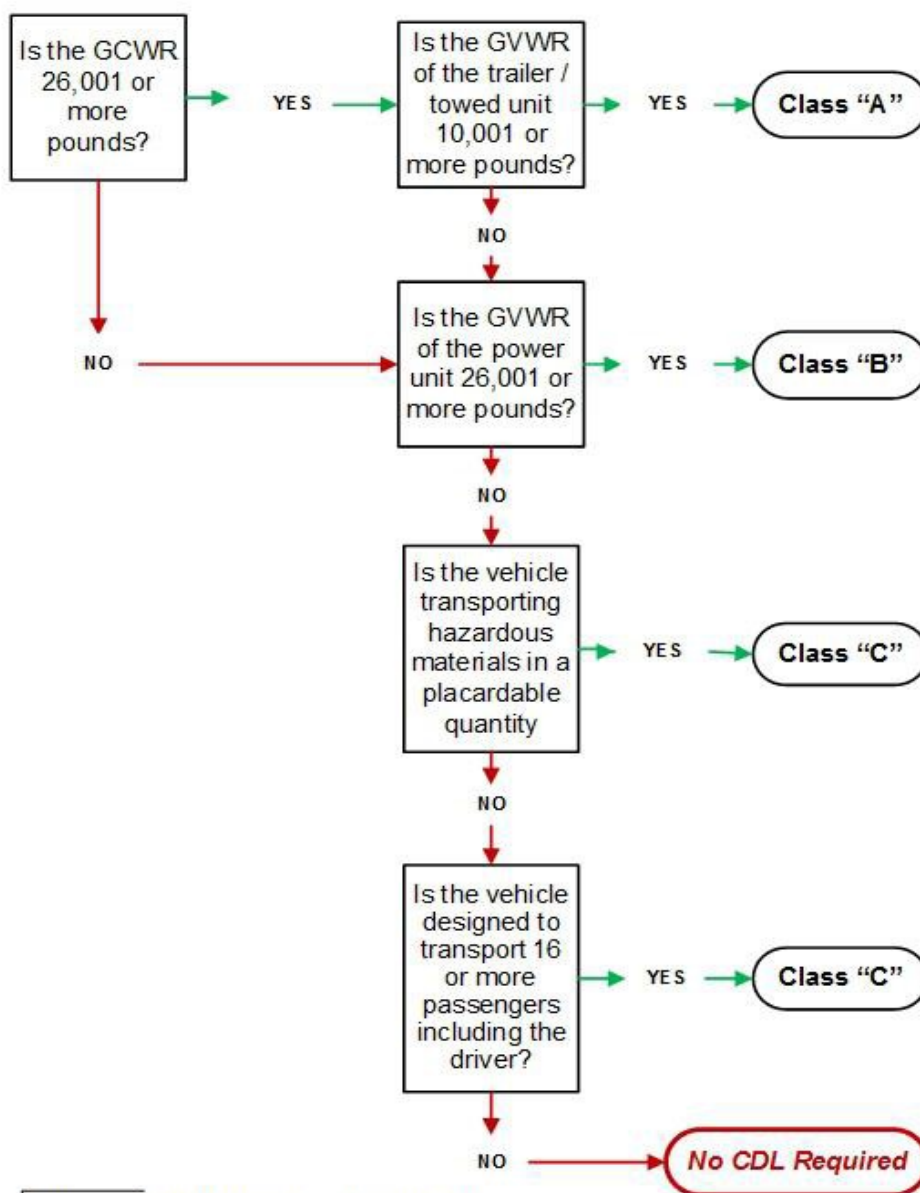 Is the GCWR
26,001 or
more
pounds?
YES
Is the GVWR
of the trailer /
towed unit
10,001 or
more pounds?
YES
Class “A”
NO
NO
Is the GVWR
of the power
unit 26,001 or
more pounds?
YES
Class “B”
NO
Is the vehicle
transporting
hazardous
materials in a
placardable
quantity
YES
Class “C”
NO
Is the vehicle
designed to
transport 16
or more
passengers
including the
driver?
YES
Class “C”
NO
No CDL Required